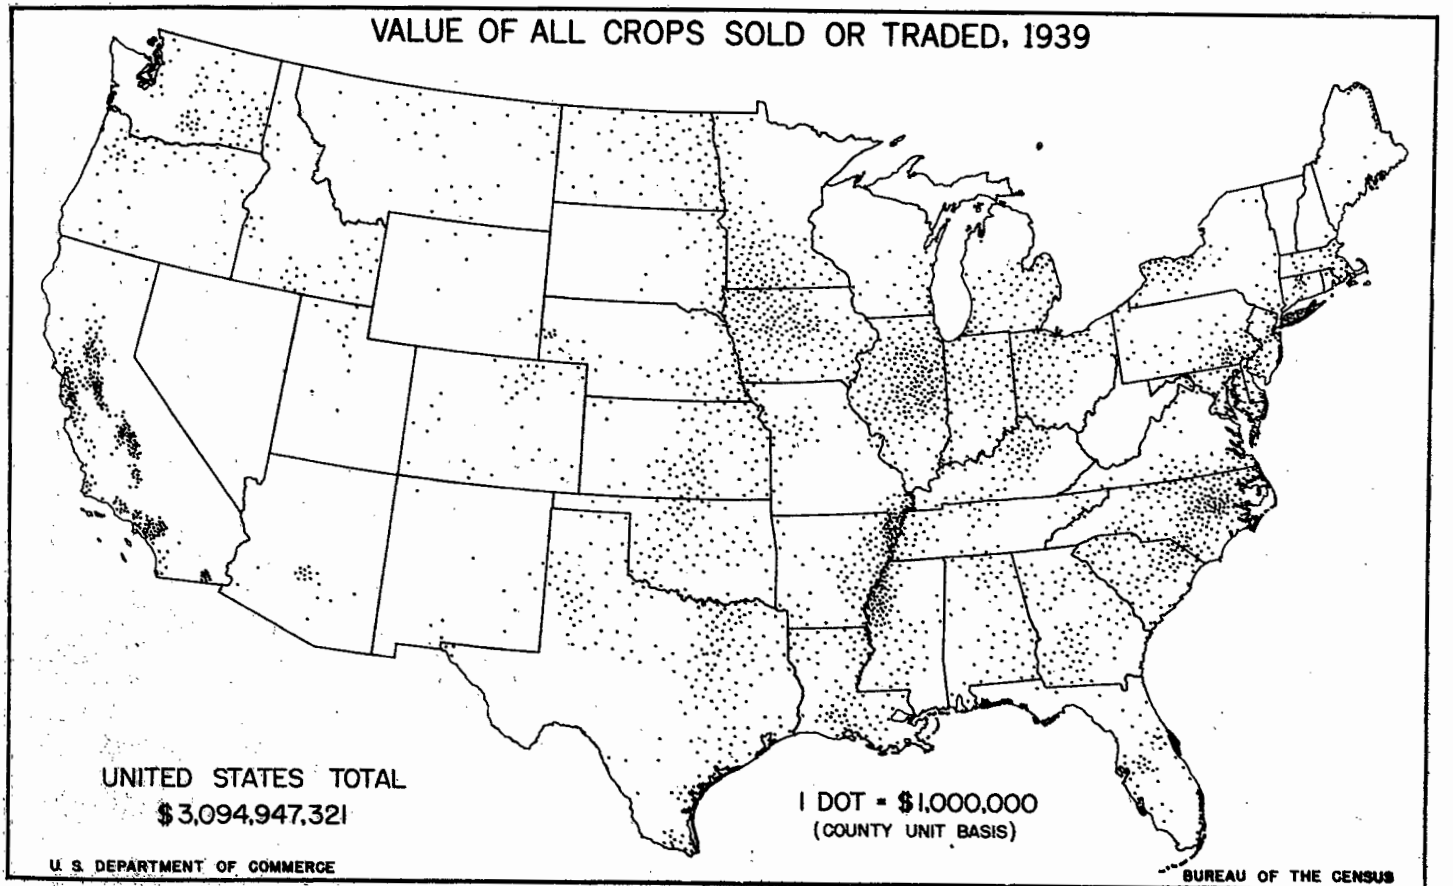 VALUE OF ALL CROPS SOLD OR TRADED, 1939
UNITED STATES TOTAL
$3,094,947,321
1 DOT = $1,000,000
(COUNTY UNIT BASIS)
U. S. DEPARTMENT OF COMMERCE
BUREAU OF THE CENSUS